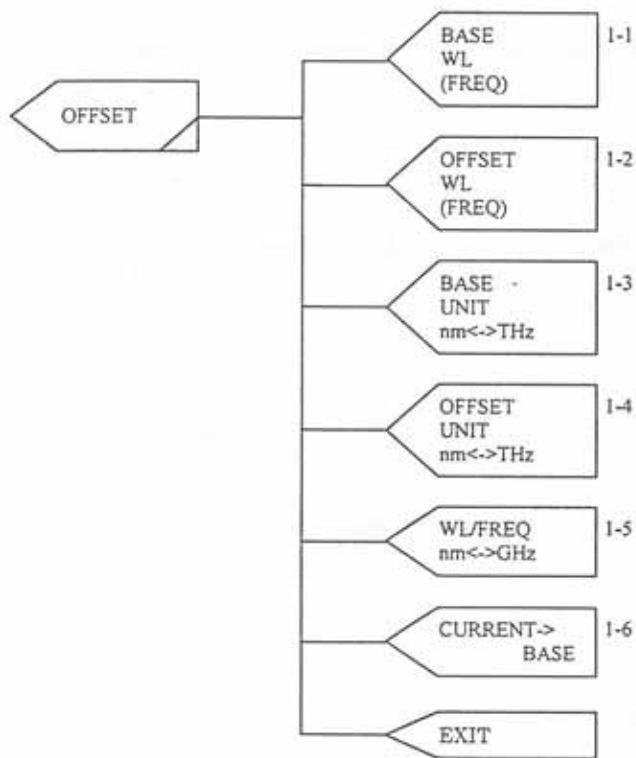 OFFSET
BASE
WL
(FREQ)
1-1
OFFSET
WL
(FREQ)
1-2
BASE
UNIT
nm<->THz
1-3
OFFSET
UNIT
nm<->THz
1-4
WL/FREQ
nm<->GHz
1-5
CURRENT->
BASE
1-6
EXIT